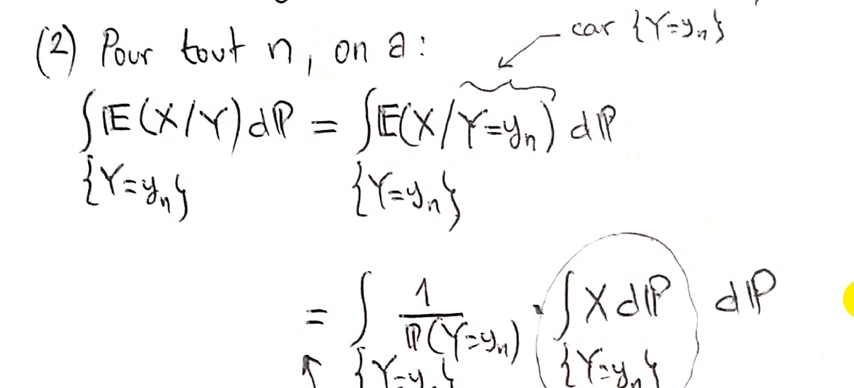 car {Y=yₙ}
(2) Pour tout n, on a :
∫E(X/Y)dℙ = ∫E(X/Y=yₙ) dℙ
{Y=yₙ} {Y=yₙ}
= ∫ 1/ℙ(Y=yₙ) · ∫X dℙ dℙ
{Y=yₙ} {Y=yₙ}